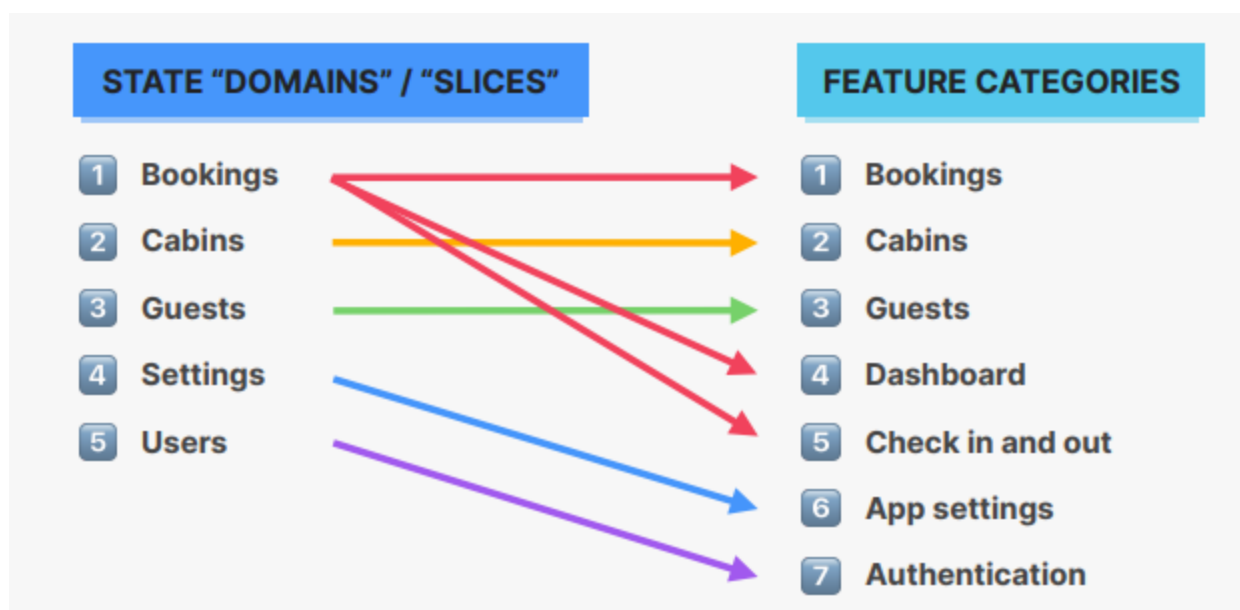 STATE “DOMAINS” / “SLICES”
1 Bookings
2 Cabins
3 Guests
4 Settings
5 Users
FEATURE CATEGORIES
1 Bookings
2 Cabins
3 Guests
4 Dashboard
5 Check in and out
6 App settings
7 Authentication